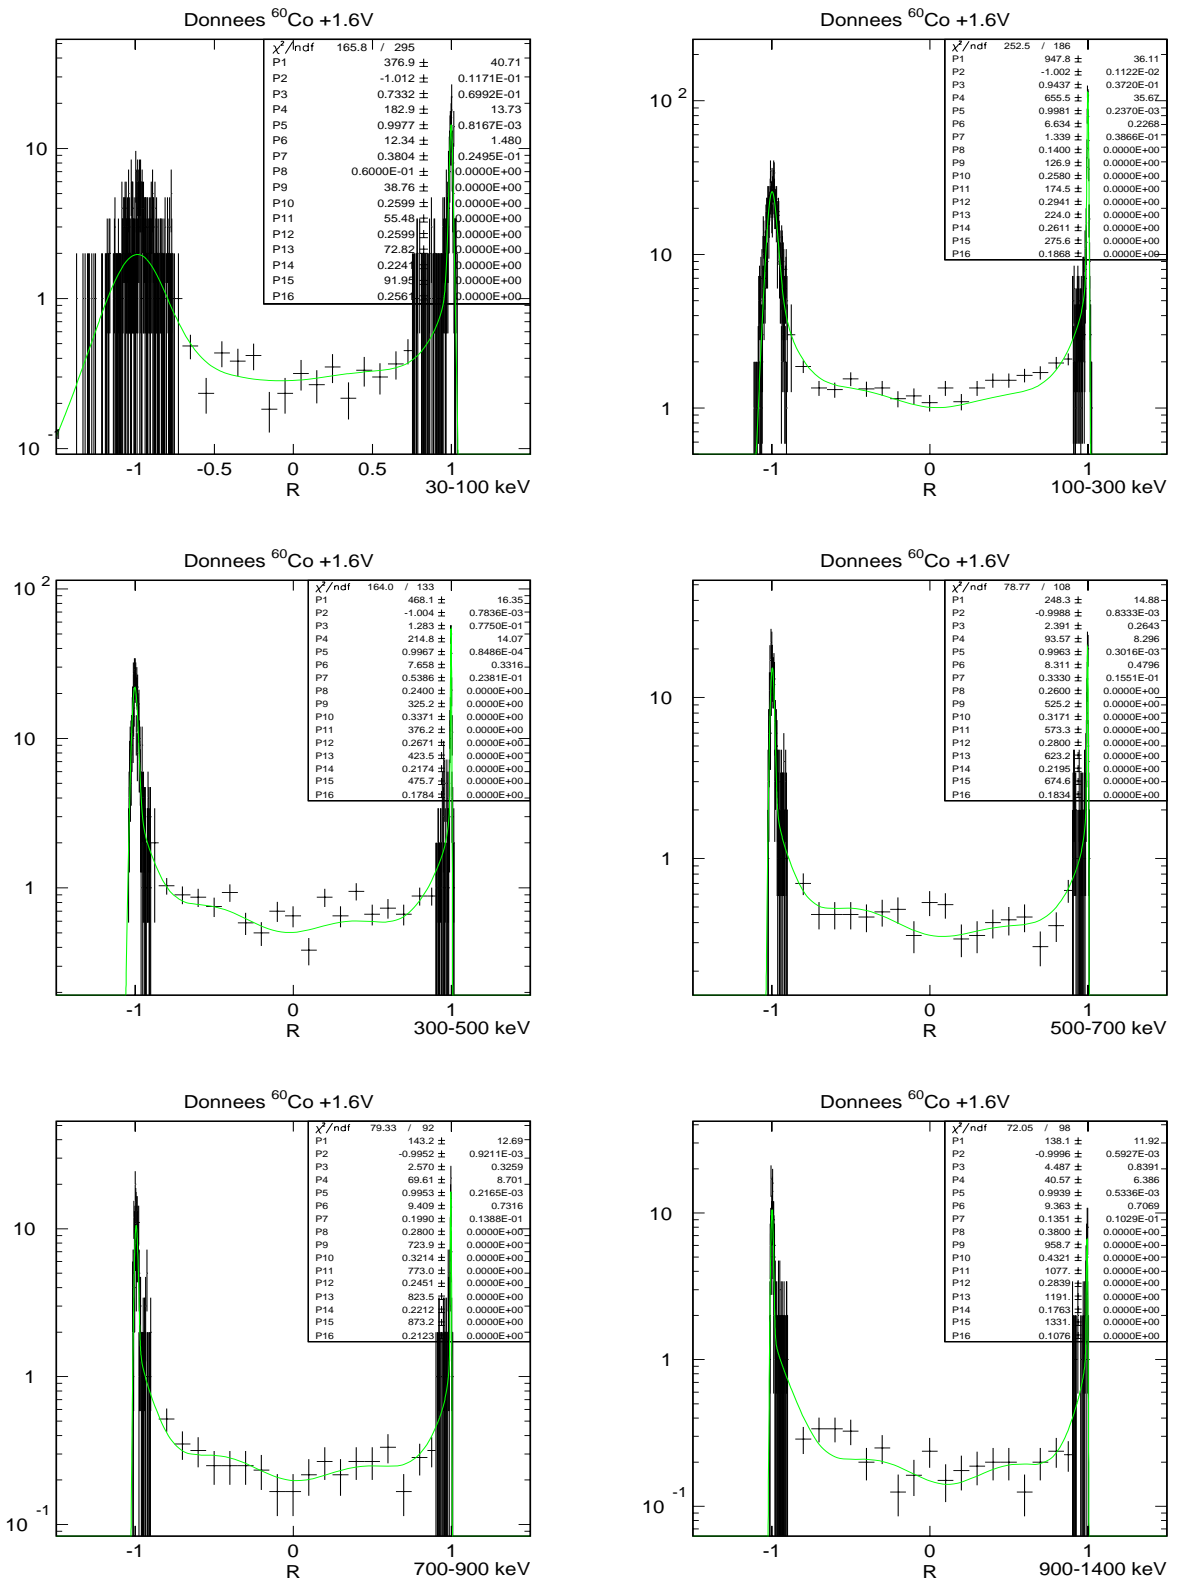 Donnees 60Co +1.6V
χ²/ndf 165.8 / 295
P1 376.9 ± 40.71
P2 -1.012 ± 0.1171E-01
P3 0.7332 ± 0.6992E-01
P4 182.9 ± 13.73
P5 0.9977 ± 0.8167E-03
P6 12.34 ± 1.480
P7 0.3804 ± 0.2495E-01
P8 0.6000E-01 ± 0.0000E+00
P9 38.76 ± 0.0000E+00
P10 0.2599 ± 0.0000E+00
P11 55.48 ± 0.0000E+00
P12 0.2599 ± 0.0000E+00
P13 72.82 ± 0.0000E+00
P14 0.2241 ± 0.0000E+00
P15 91.95 ± 0.0000E+00
P16 0.2561 ± 0.0000E+00
10
1
10 -
-1 -0.5 0 0.5 1
R
30-100 keV
Donnees 60Co +1.6V
χ²/ndf 252.5 / 186
P1 947.8 ± 36.11
P2 -1.002 ± 0.1122E-02
P3 0.9437 ± 0.3720E-01
P4 655.5 ± 35.67
P5 0.9981 ± 0.2370E-03
P6 6.634 ± 0.2268
P7 1.339 ± 0.3866E-01
P8 0.1400 ± 0.0000E+00
P9 126.9 ± 0.0000E+00
P10 0.2580 ± 0.0000E+00
P11 174.5 ± 0.0000E+00
P12 0.2941 ± 0.0000E+00
P13 224.0 ± 0.0000E+00
P14 0.2611 ± 0.0000E+00
P15 275.6 ± 0.0000E+00
P16 0.1868 ± 0.0000E+00
10 2
10
1
-1 0 1
R
100-300 keV
Donnees 60Co +1.6V
χ²/ndf 164.0 / 133
P1 468.1 ± 16.35
P2 -1.004 ± 0.7836E-03
P3 1.283 ± 0.7750E-01
P4 214.8 ± 14.07
P5 0.9967 ± 0.8486E-04
P6 7.658 ± 0.3316
P7 0.5386 ± 0.2381E-01
P8 0.2400 ± 0.0000E+00
P9 325.2 ± 0.0000E+00
P10 0.3371 ± 0.0000E+00
P11 376.2 ± 0.0000E+00
P12 0.2671 ± 0.0000E+00
P13 423.5 ± 0.0000E+00
P14 0.2174 ± 0.0000E+00
P15 475.7 ± 0.0000E+00
P16 0.1784 ± 0.0000E+00
10 2
10
1
-1 0 1
R
300-500 keV
Donnees 60Co +1.6V
χ²/ndf 78.77 / 108
P1 248.3 ± 14.88
P2 -0.9988 ± 0.8333E-03
P3 2.391 ± 0.2643
P4 93.57 ± 8.296
P5 0.9963 ± 0.3016E-03
P6 8.311 ± 0.4796
P7 0.3330 ± 0.1551E-01
P8 0.2600 ± 0.0000E+00
P9 525.2 ± 0.0000E+00
P10 0.3171 ± 0.0000E+00
P11 573.3 ± 0.0000E+00
P12 0.2800 ± 0.0000E+00
P13 623.2 ± 0.0000E+00
P14 0.2195 ± 0.0000E+00
P15 674.6 ± 0.0000E+00
P16 0.1834 ± 0.0000E+00
10
1
-1 0 1
R
500-700 keV
Donnees 60Co +1.6V
χ²/ndf 79.33 / 92
P1 143.2 ± 12.69
P2 -0.9952 ± 0.9211E-03
P3 2.570 ± 0.3259
P4 69.61 ± 8.701
P5 0.9953 ± 0.2165E-03
P6 9.409 ± 0.7316
P7 0.1990 ± 0.1388E-01
P8 0.2800 ± 0.0000E+00
P9 723.9 ± 0.0000E+00
P10 0.3214 ± 0.0000E+00
P11 773.0 ± 0.0000E+00
P12 0.2451 ± 0.0000E+00
P13 823.5 ± 0.0000E+00
P14 0.2212 ± 0.0000E+00
P15 873.2 ± 0.0000E+00
P16 0.2123 ± 0.0000E+00
10
1
10 -1
-1 0 1
R
700-900 keV
Donnees 60Co +1.6V
χ²/ndf 72.05 / 98
P1 138.1 ± 11.92
P2 -0.9996 ± 0.5927E-03
P3 4.487 ± 0.8391
P4 40.57 ± 6.386
P5 0.9939 ± 0.5336E-03
P6 9.363 ± 0.7069
P7 0.1351 ± 0.1029E-01
P8 0.3800 ± 0.0000E+00
P9 958.7 ± 0.0000E+00
P10 0.4321 ± 0.0000E+00
P11 1077. ± 0.0000E+00
P12 0.2839 ± 0.0000E+00
P13 1191. ± 0.0000E+00
P14 0.1763 ± 0.0000E+00
P15 1331. ± 0.0000E+00
P16 0.1076 ± 0.0000E+00
10
1
10 -1
-1 0 1
R
900-1400 keV